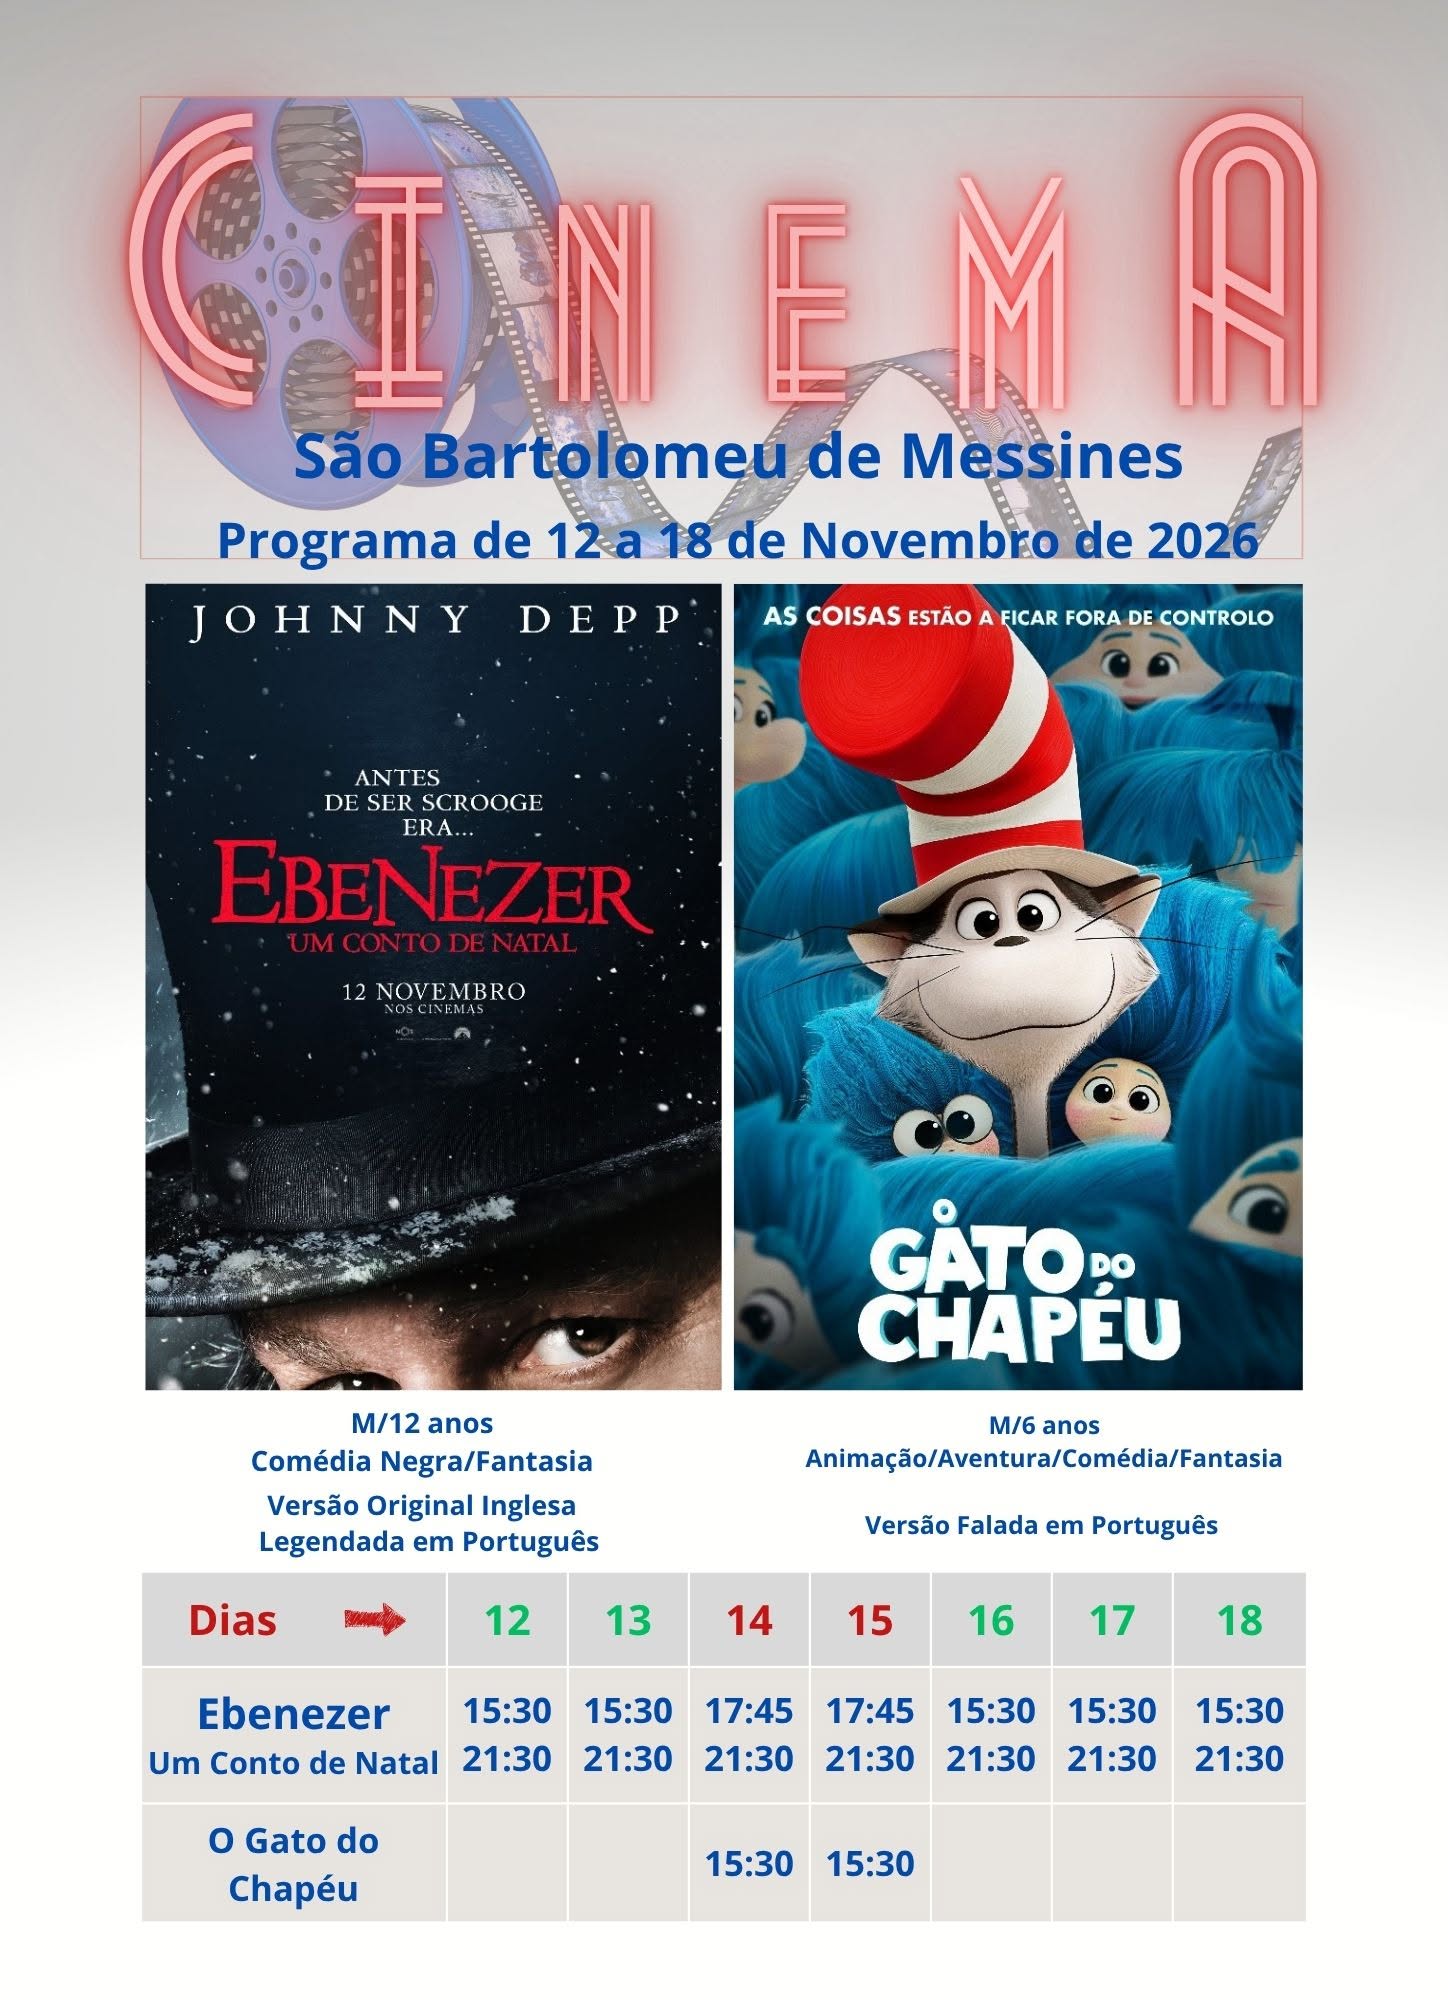 CINEMA
São Bartolomeu de Messines
Programa de 12 a 18 de Novembro de 2026
JOHNNY DEPP
ANTES
DE SER SCROOGE
ERA...
EBENEZER
UM CONTO DE NATAL
12 NOVEMBRO
NOS CINEMAS
AS COISAS ESTÃO A FICAR FORA DE CONTROLO
O
GATO DO
CHAPÉU
M/12 anos
Comédia Negra/Fantasia
Versão Original Inglesa
Legendada em Português
M/6 anos
Animação/Aventura/Comédia/Fantasia
Versão Falada em Português
Dias 12 13 14 15 16 17 18
Ebenezer 15:30 15:30 17:45 17:45 15:30 15:30 15:30
Um Conto de Natal 21:30 21:30 21:30 21:30 21:30 21:30 21:30
O Gato do
Chapéu 15:30 15:30